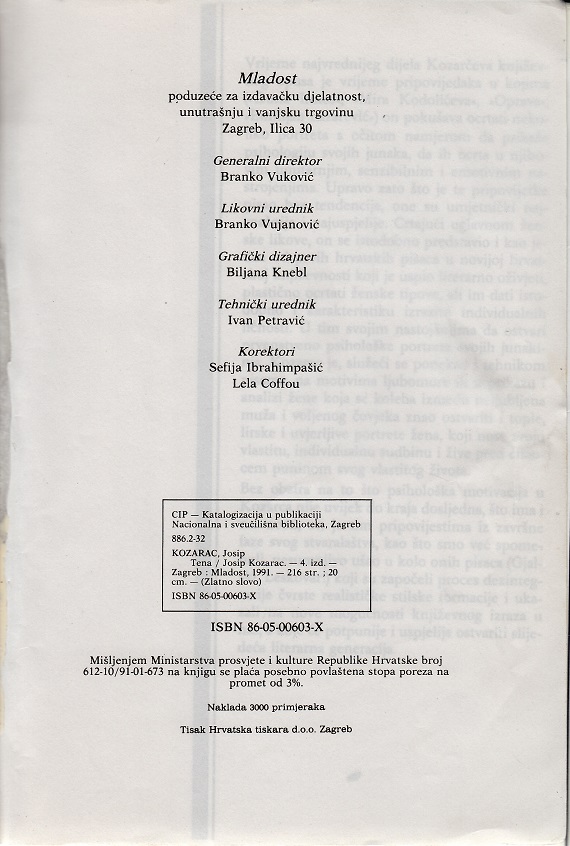 Mladost
poduzeće za izdavačku djelatnost,
unutrašnju i vanjsku trgovinu
Zagreb, Ilica 30
Generalni direktor
Branko Vuković
Likovni urednik
Branko Vujanović
Grafički dizajner
Biljana Knebl
Tehnički urednik
Ivan Petravić
Korektori
Sefija Ibrahimpašić
Lela Coffou
CIP — Katalogizacija u publikaciji
Nacionalna i sveučilišna biblioteka, Zagreb
886.2-32
KOZARAC, Josip
Tena / Josip Kozarac. — 4. izd. —
Zagreb : Mladost, 1991. — 216 str. ; 20
cm. — (Zlatno slovo)
ISBN 86-05-00603-X
ISBN 86-05-00603-X
Mišljenjem Ministarstva prosvjete i kulture Republike Hrvatske broj
612-10/91-01-673 na knjigu se plaća posebno povlaštena stopa poreza na
promet od 3%.
Naklada 3000 primjeraka
Tisak Hrvatska tiskara d.o.o. Zagreb